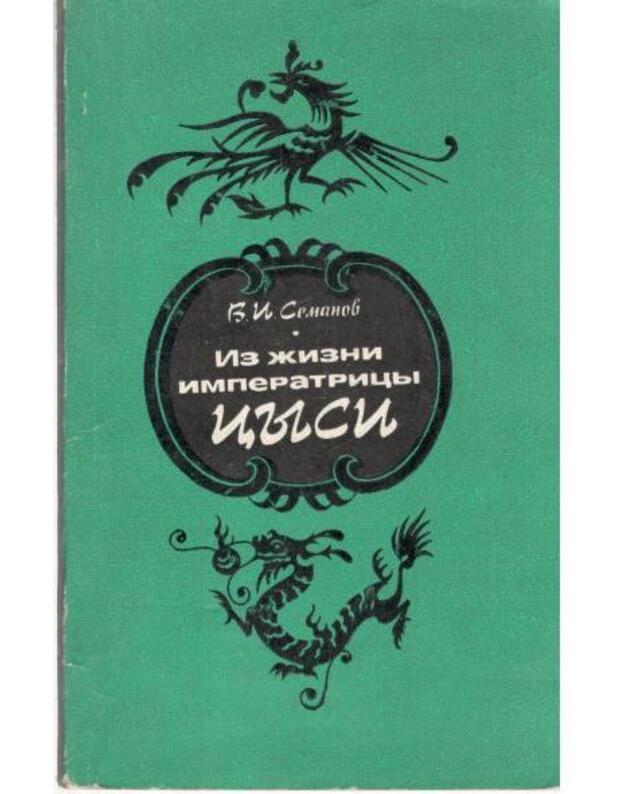 В. И. Семанов
Из жизни
императрицы
ЦЫСИ